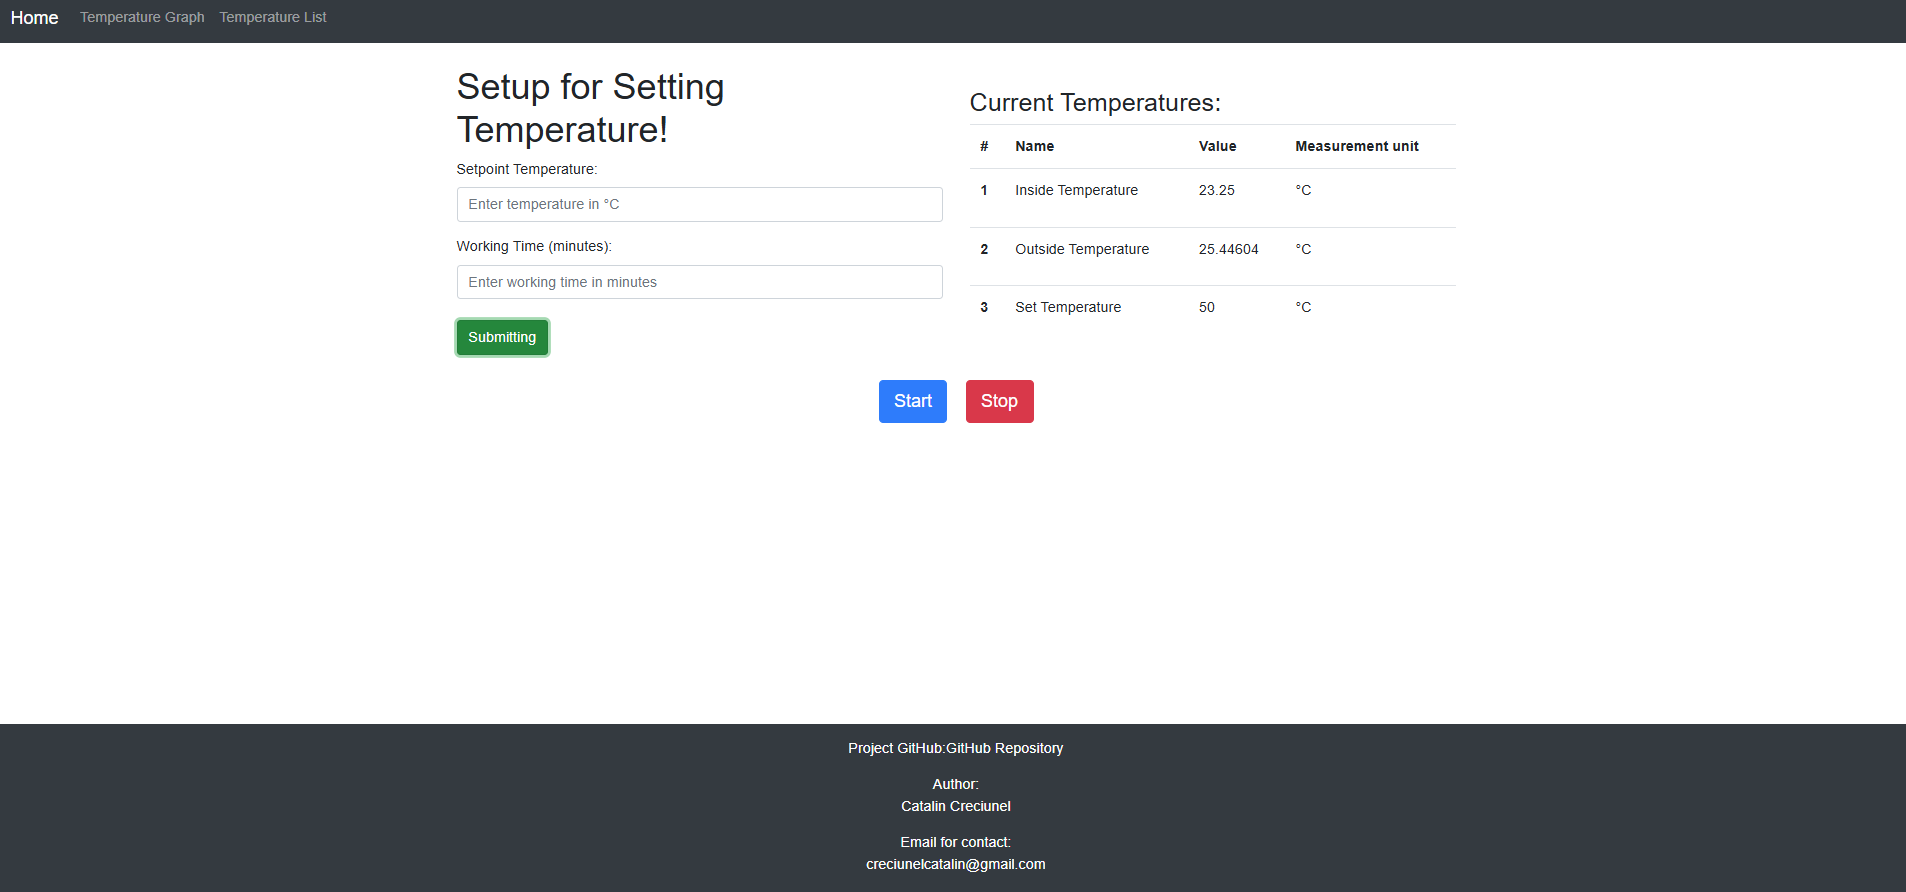 Home Temperature Graph Temperature List
Setup for Setting
Temperature!
Setpoint Temperature:
Enter temperature in °C
Working Time (minutes):
Enter working time in minutes
Submitting
Current Temperatures:
# Name Value Measurement unit
1 Inside Temperature 23.25 °C
2 Outside Temperature 25.44604 °C
3 Set Temperature 50 °C
Start Stop
Project GitHub:GitHub Repository
Author:
Catalin Creciunel
Email for contact:
creciunelcatalin@gmail.com